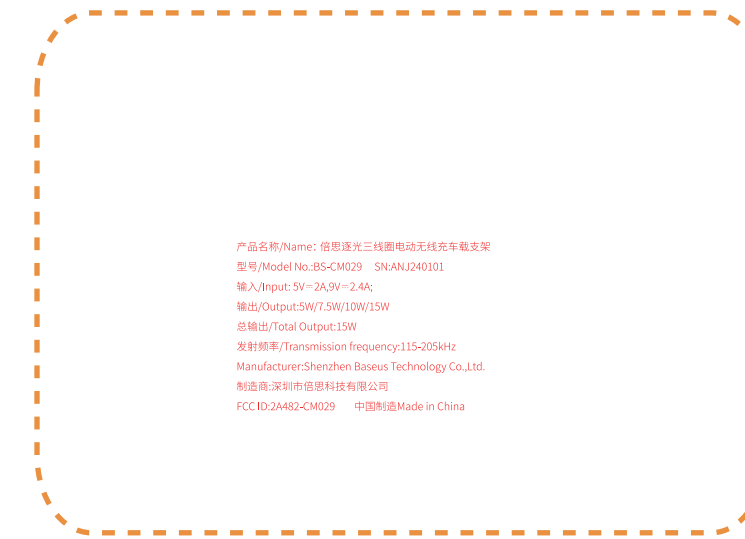 产品名称/Name：倍思逐光三线圈电动无线充车载支架
型号/Model No.:BS-CM029 SN:ANJ240101
输入/Input: 5V⎓2A,9V⎓2.4A;
输出/Output:5W/7.5W/10W/15W
总输出/Total Output:15W
发射频率/Transmission frequency:115-205kHz
Manufacturer:Shenzhen Baseus Technology Co.,Ltd.
制造商:深圳市倍思科技有限公司
FCC ID:2A482-CM029 中国制造Made in China